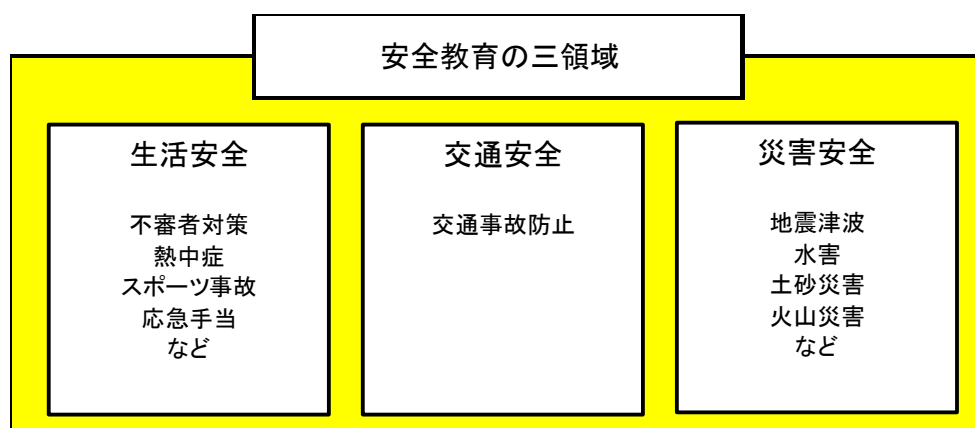 安全教育の三領域
生活安全
不審者対策
熱中症
スポーツ事故
応急手当
など
交通安全
交通事故防止
災害安全
地震津波
水害
土砂災害
火山災害
など